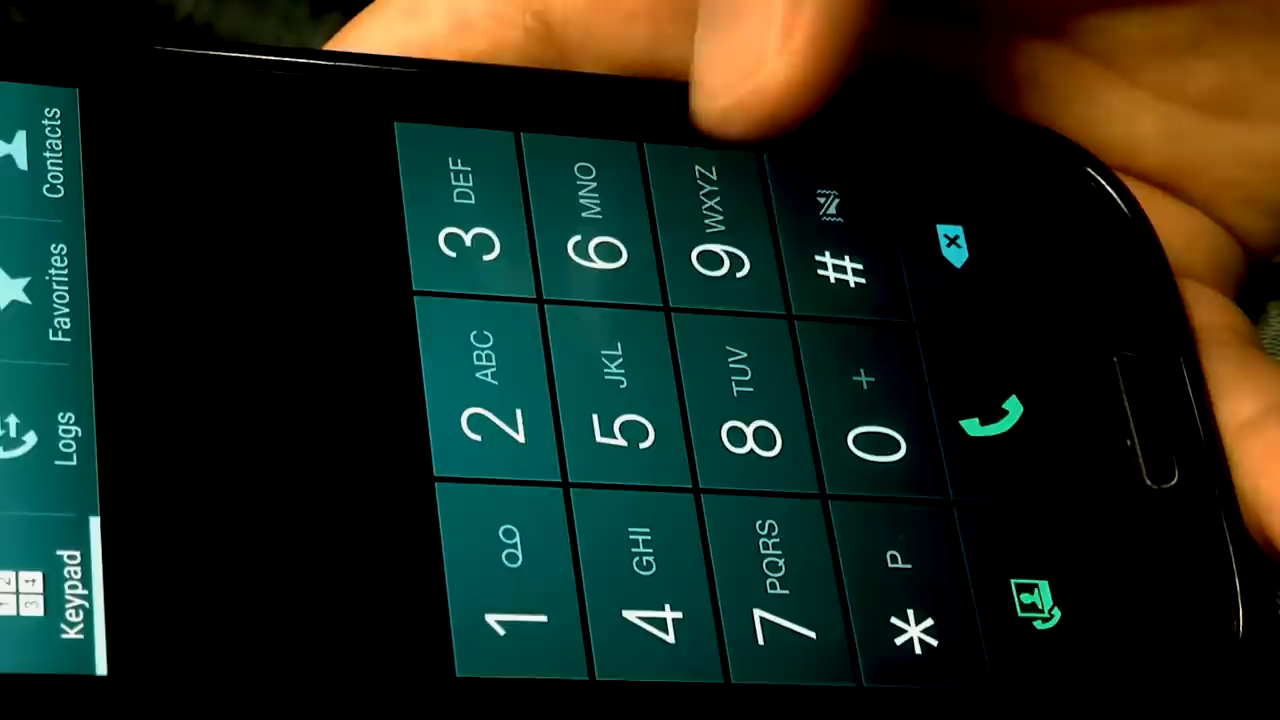 Keypad
Logs
Favorites
Contacts
1
2 ABC
3 DEF
4 GHI
5 JKL
6 MNO
7 PQRS
8 TUV
9 WXYZ
* P
0 +
#